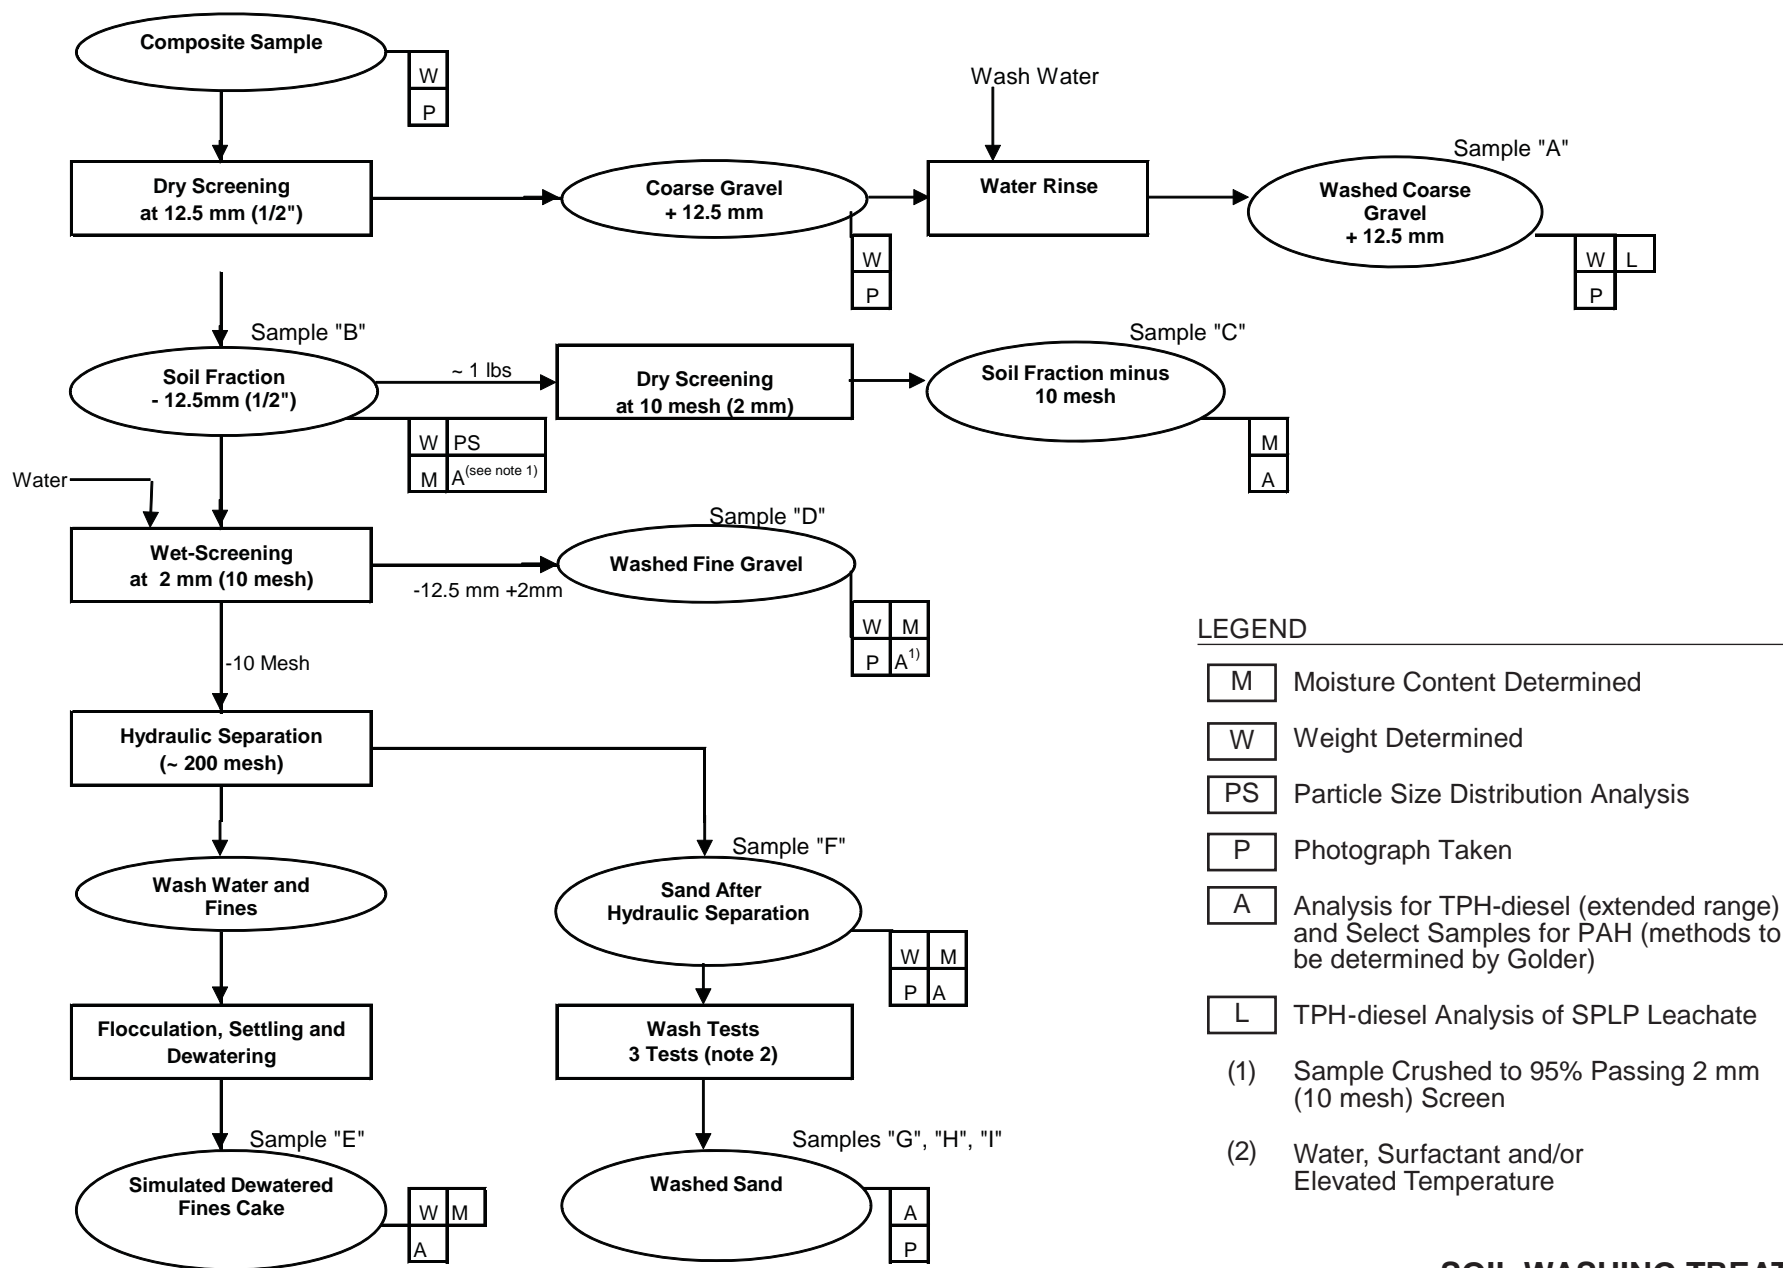 Composite Sample
W
P
Wash Water
Sample "A"
Dry Screening
at 12.5 mm (1/2")
Coarse Gravel
+ 12.5 mm
Water Rinse
Washed Coarse
Gravel
+ 12.5 mm
W
P
W L
P
Sample "B"
Soil Fraction
- 12.5mm (1/2")
~ 1 lbs
Dry Screening
at 10 mesh (2 mm)
Sample "C"
Soil Fraction minus
10 mesh
W PS
M A(see note 1)
M
A
Water
Wet-Screening
at 2 mm (10 mesh)
-12.5 mm +2mm
Sample "D"
Washed Fine Gravel
W M
P A1)
-10 Mesh
Hydraulic Separation
(~ 200 mesh)
Wash Water and
Fines
Sample "F"
Sand After
Hydraulic Separation
W M
P A
Flocculation, Settling and
Dewatering
Wash Tests
3 Tests (note 2)
Sample "E"
Simulated Dewatered
Fines Cake
W M
A
Samples "G", "H", "I"
Washed Sand
A
P
LEGEND
M Moisture Content Determined
W Weight Determined
PS Particle Size Distribution Analysis
P Photograph Taken
A Analysis for TPH-diesel (extended range)
and Select Samples for PAH (methods to
be determined by Golder)
L TPH-diesel Analysis of SPLP Leachate
(1) Sample Crushed to 95% Passing 2 mm
(10 mesh) Screen
(2) Water, Surfactant and/or
Elevated Temperature
SOIL WASHING TREAT